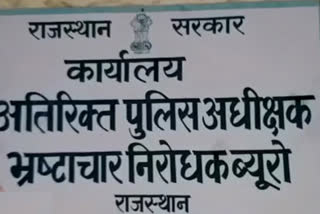 राजस्थान सरकार
कार्यालय
अतिरिक्त पुलिस अधीक्षक
भ्रष्टाचार निरोधक ब्यूरो
राजस्थान